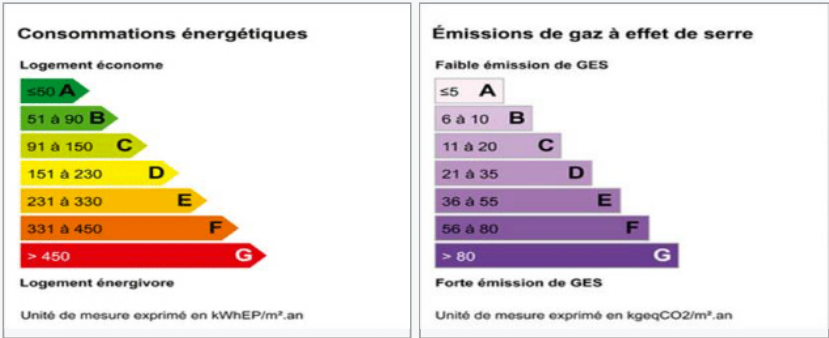 Consommations énergétiques
Logement économe
≤50 A
51 à 90 B
91 à 150 C
151 à 230 D
231 à 330 E
331 à 450 F
> 450 G
Logement énergivore
Unité de mesure exprimé en kWhEP/m².an
Émissions de gaz à effet de serre
Faible émission de GES
≤5 A
6 à 10 B
11 à 20 C
21 à 35 D
36 à 55 E
56 à 80 F
> 80 G
Forte émission de GES
Unité de mesure exprimé en kgeqCO2/m².an